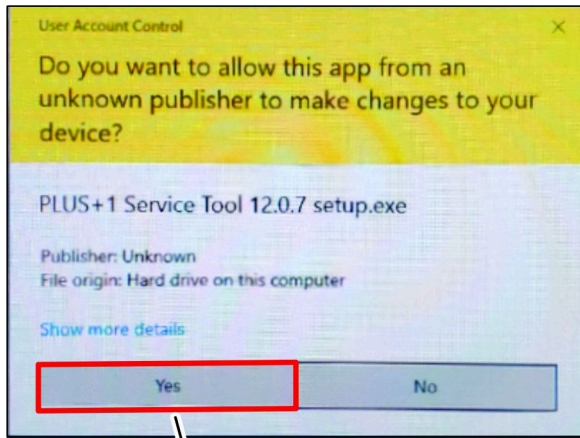 User Account Control
Do you want to allow this app from an
unknown publisher to make changes to your
device?
PLUS+1 Service Tool 12.0.7 setup.exe
Publisher: Unknown
File origin: Hard drive on this computer
Show more details
Yes
No